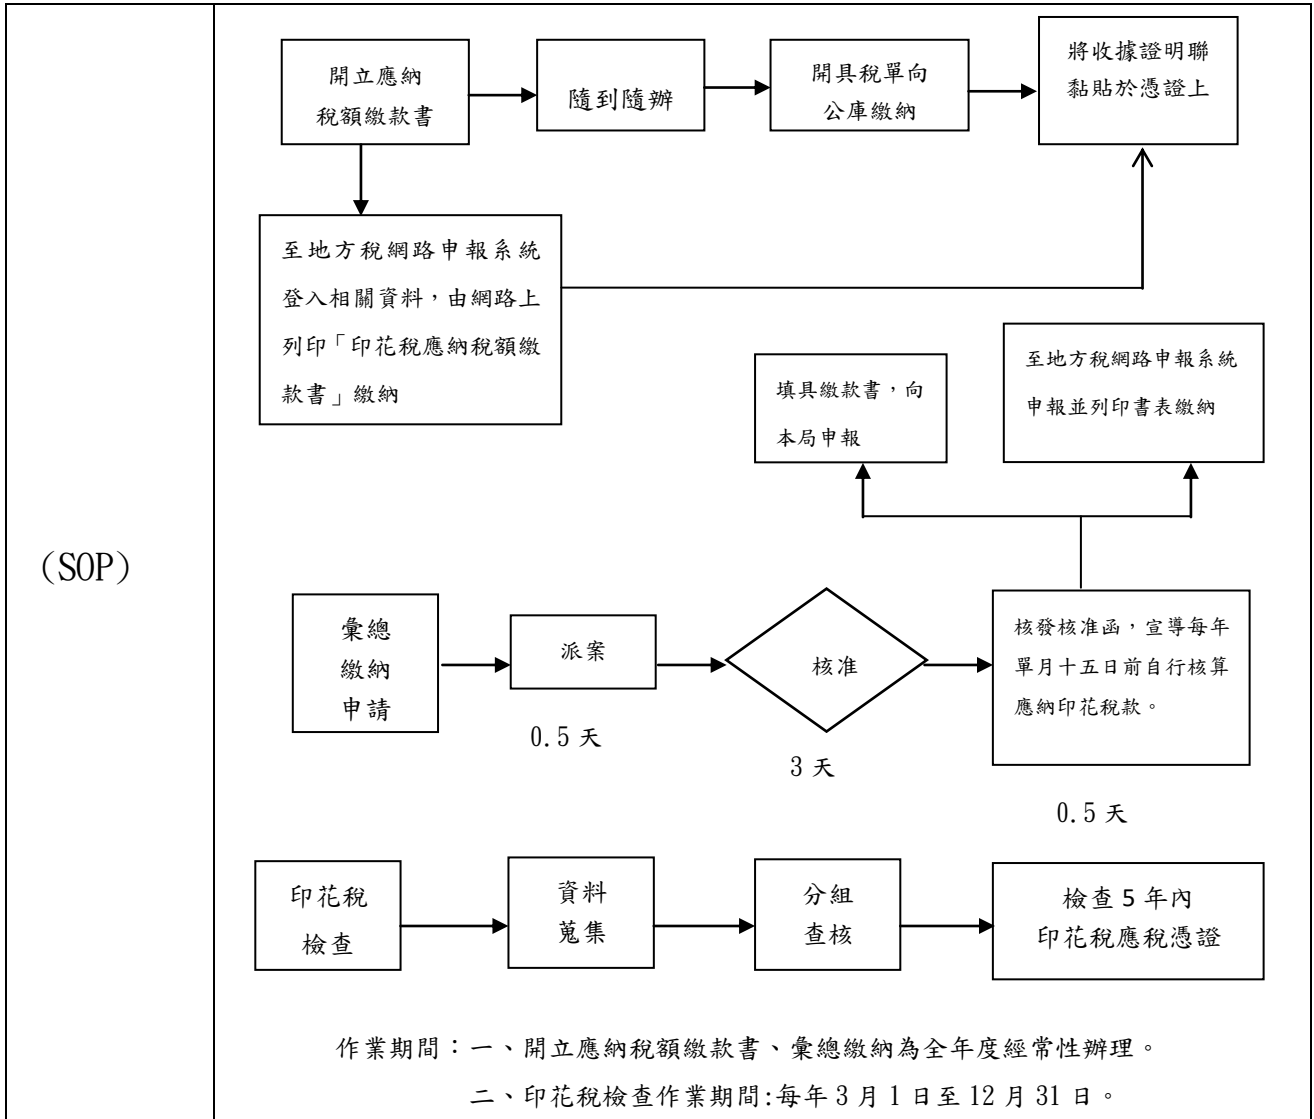 (SOP)
開立應納
稅額繳款書
隨到隨辦
開具稅單向
公庫繳納
將收據證明聯
黏貼於憑證上
至地方稅網路申報系統
登入相關資料，由網路上
列印「印花稅應納稅額繳
款書」繳納
填具繳款書，向
本局申報
至地方稅網路申報系統
申報並列印書表繳納
彙總
繳納
申請
派案
0.5 天
核准
3 天
核發核准函，宣導每年
單月十五日前自行核算
應納印花稅款。
0.5 天
印花稅
檢查
資料
蒐集
分組
查核
檢查 5 年內
印花稅應稅憑證
作業期間：一、開立應納稅額繳款書、彙總繳納為全年度經常性辦理。
二、印花稅檢查作業期間:每年 3 月 1 日至 12 月 31 日。